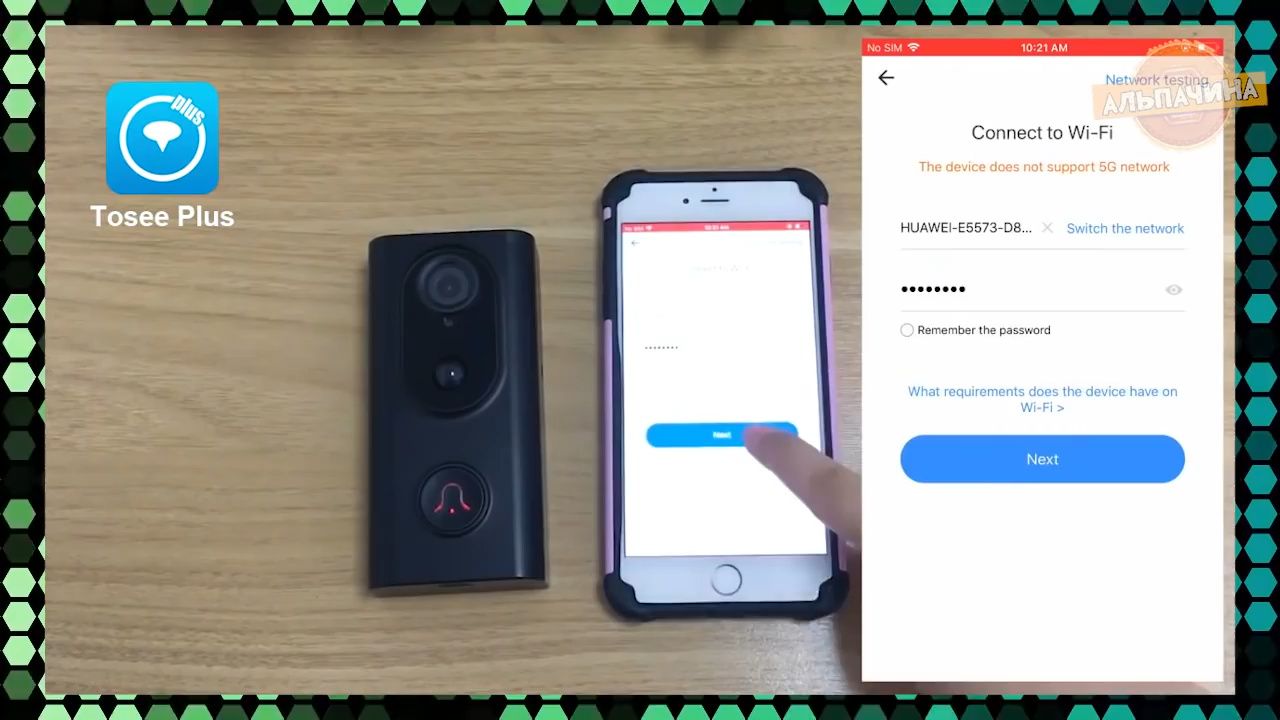 plus
Tosee Plus
Next
No SIM
10:21 AM
Network testing
АЛЬПАЧИНА
Connect to Wi-Fi
The device does not support 5G network
HUAWEI-E5573-D8...
Switch the network
••••••••
Remember the password
What requirements does the device have on
Wi-Fi >
Next